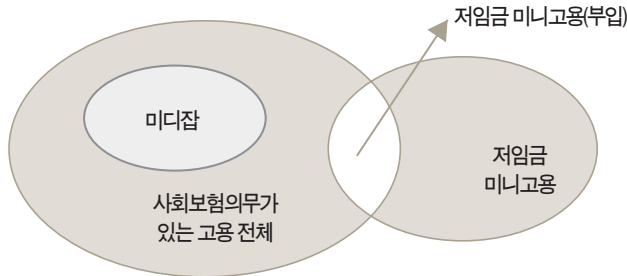 저임금 미니고용(부입)
미디잡
저임금
미니고용
사회보험의무가
있는 고용 전체